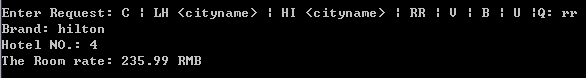 Enter Request: C | LH <cityname> | HI <cityname> | RR | V | B | U |Q: rr
Brand: hilton
Hotel NO.: 4
The Room rate: 235.99 RMB